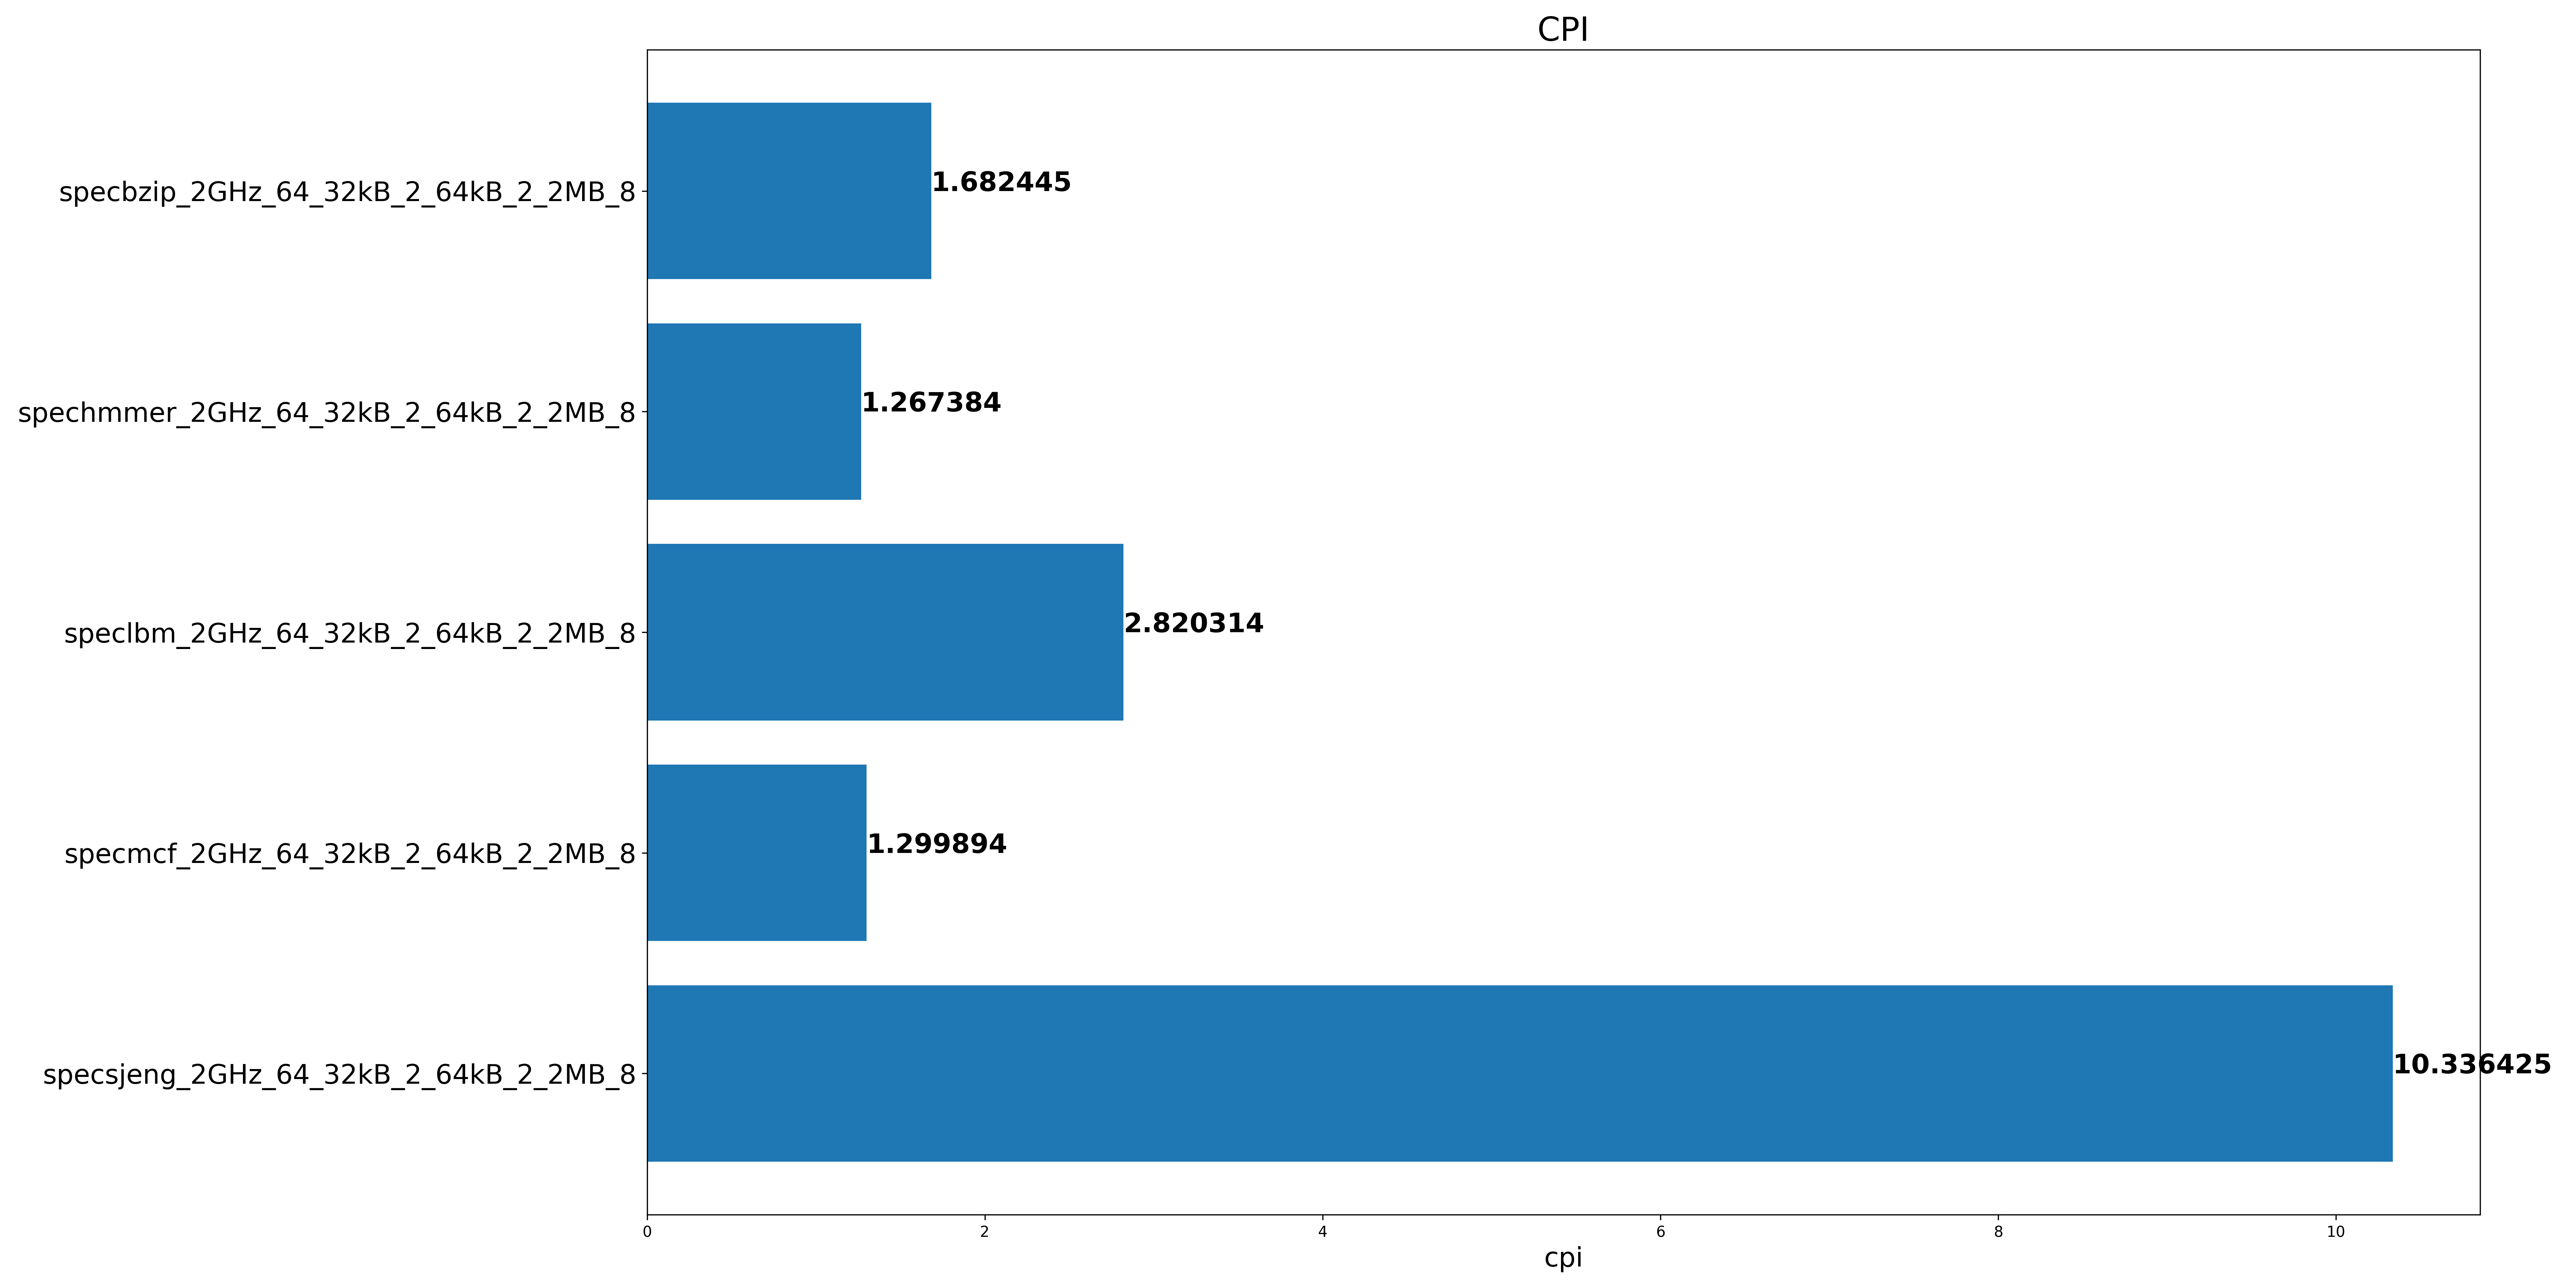 CPI
specbzip_2GHz_64_32kB_2_64kB_2_2MB_8
1.682445
spechmmer_2GHz_64_32kB_2_64kB_2_2MB_8
1.267384
speclbm_2GHz_64_32kB_2_64kB_2_2MB_8
2.820314
specmcf_2GHz_64_32kB_2_64kB_2_2MB_8
1.299894
specsjeng_2GHz_64_32kB_2_64kB_2_2MB_8
10.336425
0 2 4 6 8 10
cpi